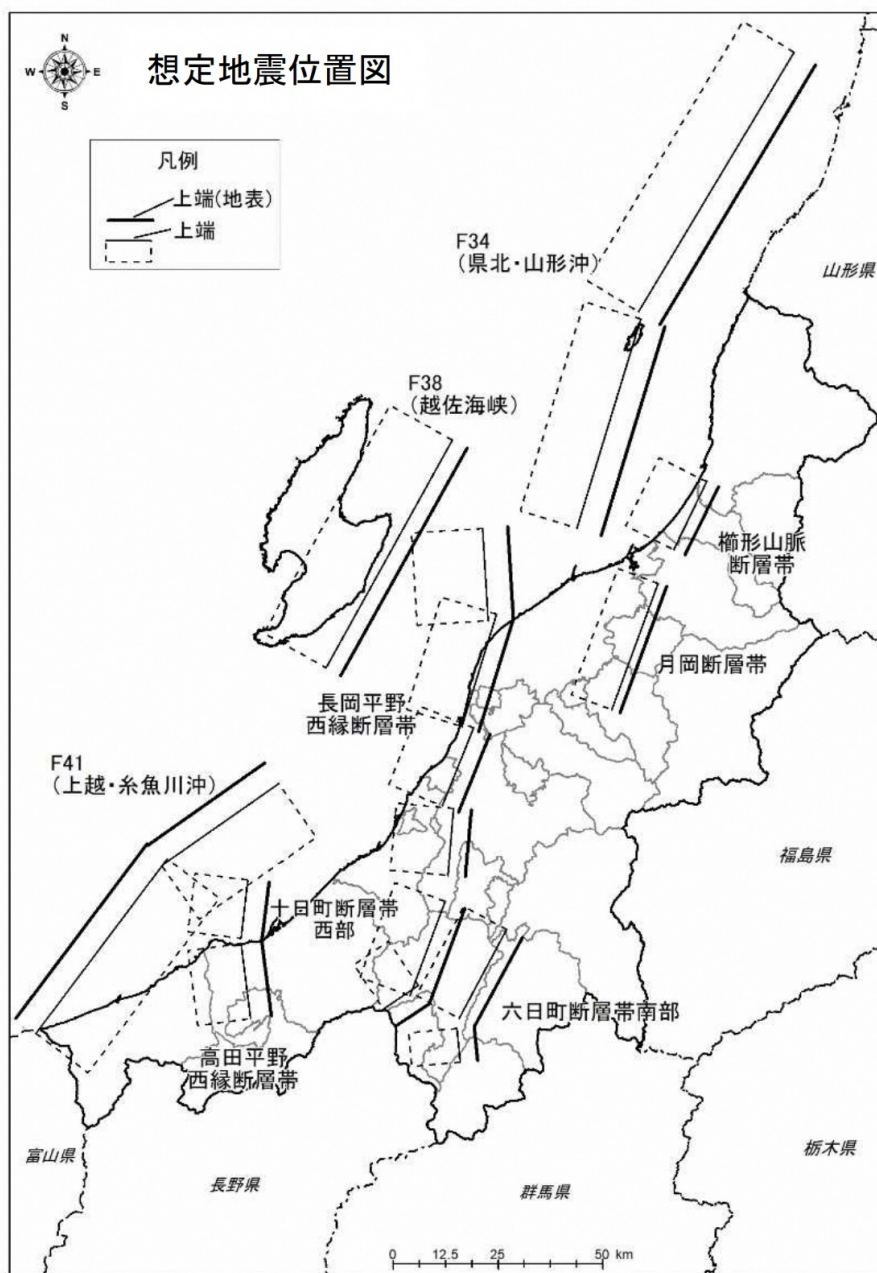 N
W E
S
想定地震位置図
凡例
上端(地表)
上端
F34
(県北・山形沖)
山形県
F38
(越佐海峡)
櫛形山脈
断層帯
月岡断層帯
長岡平野
西縁断層帯
F41
(上越・糸魚川沖)
福島県
十日町断層帯
西部
六日町断層帯南部
高田平野
西縁断層帯
富山県
長野県
群馬県
栃木県
0 12.5 25 50 km